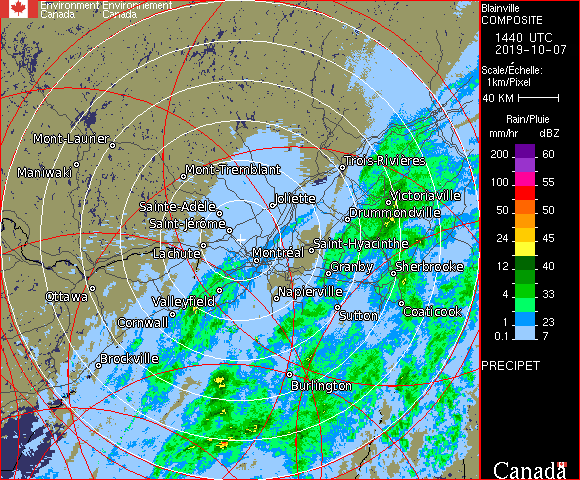 Environment Environnement
Canada Canada
Blainville
COMPOSITE
1440 UTC
2019-10-07
Scale/Échelle:
1km/Pixel
40 KM
Rain/Pluie
mm/hr dBZ
200 60
100 55
50 50
24 45
12 40
4 33
1 23
0.1 7
PRECIPET
Canada
Mont-Laurier
Maniwaki
Mont-Tremblant
Trois-Rivières
Sainte-Adèle
Joliette
Victoriaville
Saint-Jérôme
Drummondville
Lachute
Montréal
Saint-Hyacinthe
Granby
Sherbrooke
Ottawa
Valleyfield
Napierville
Cornwall
Sutton
Coaticook
Brockville
Burlington